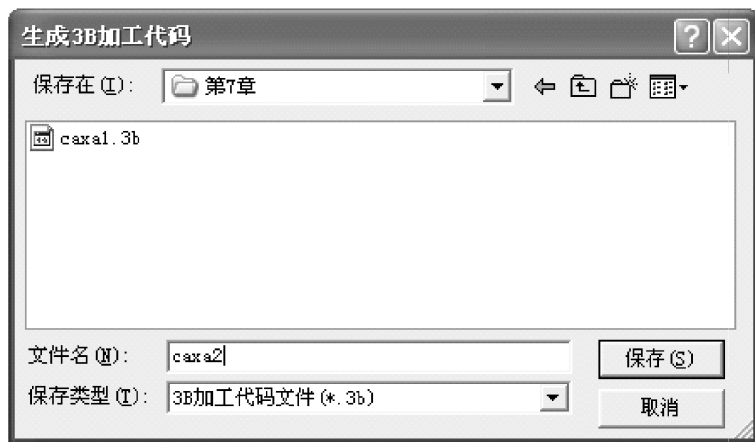 生成3B加工代码
保存在(I): 第7章
caxa1.3b
文件名(N): caxa2 保存(S)
保存类型(T): 3B加工代码文件(*.3b) 取消